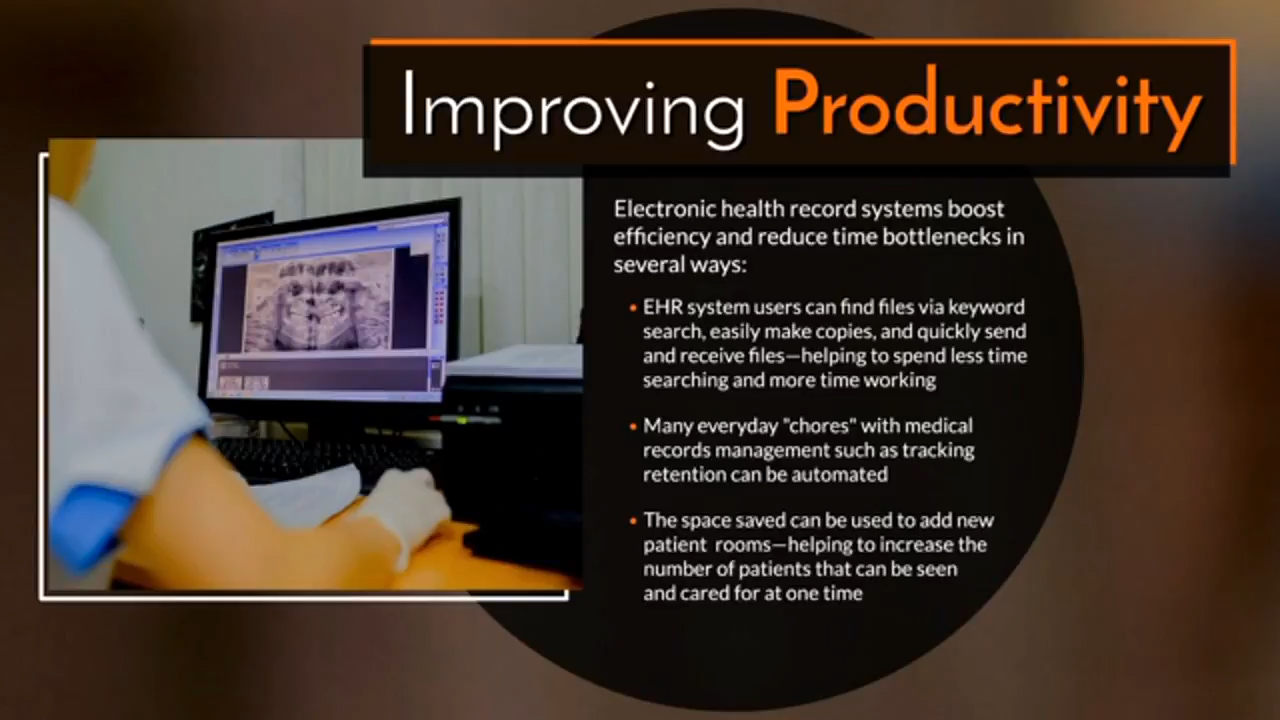 Improving Productivity
Electronic health record systems boost
efficiency and reduce time bottlenecks in
several ways:
• EHR system users can find files via keyword
search, easily make copies, and quickly send
and receive files—helping to spend less time
searching and more time working
• Many everyday "chores" with medical
records management such as tracking
retention can be automated
• The space saved can be used to add new
patient rooms—helping to increase the
number of patients that can be seen
and cared for at one time